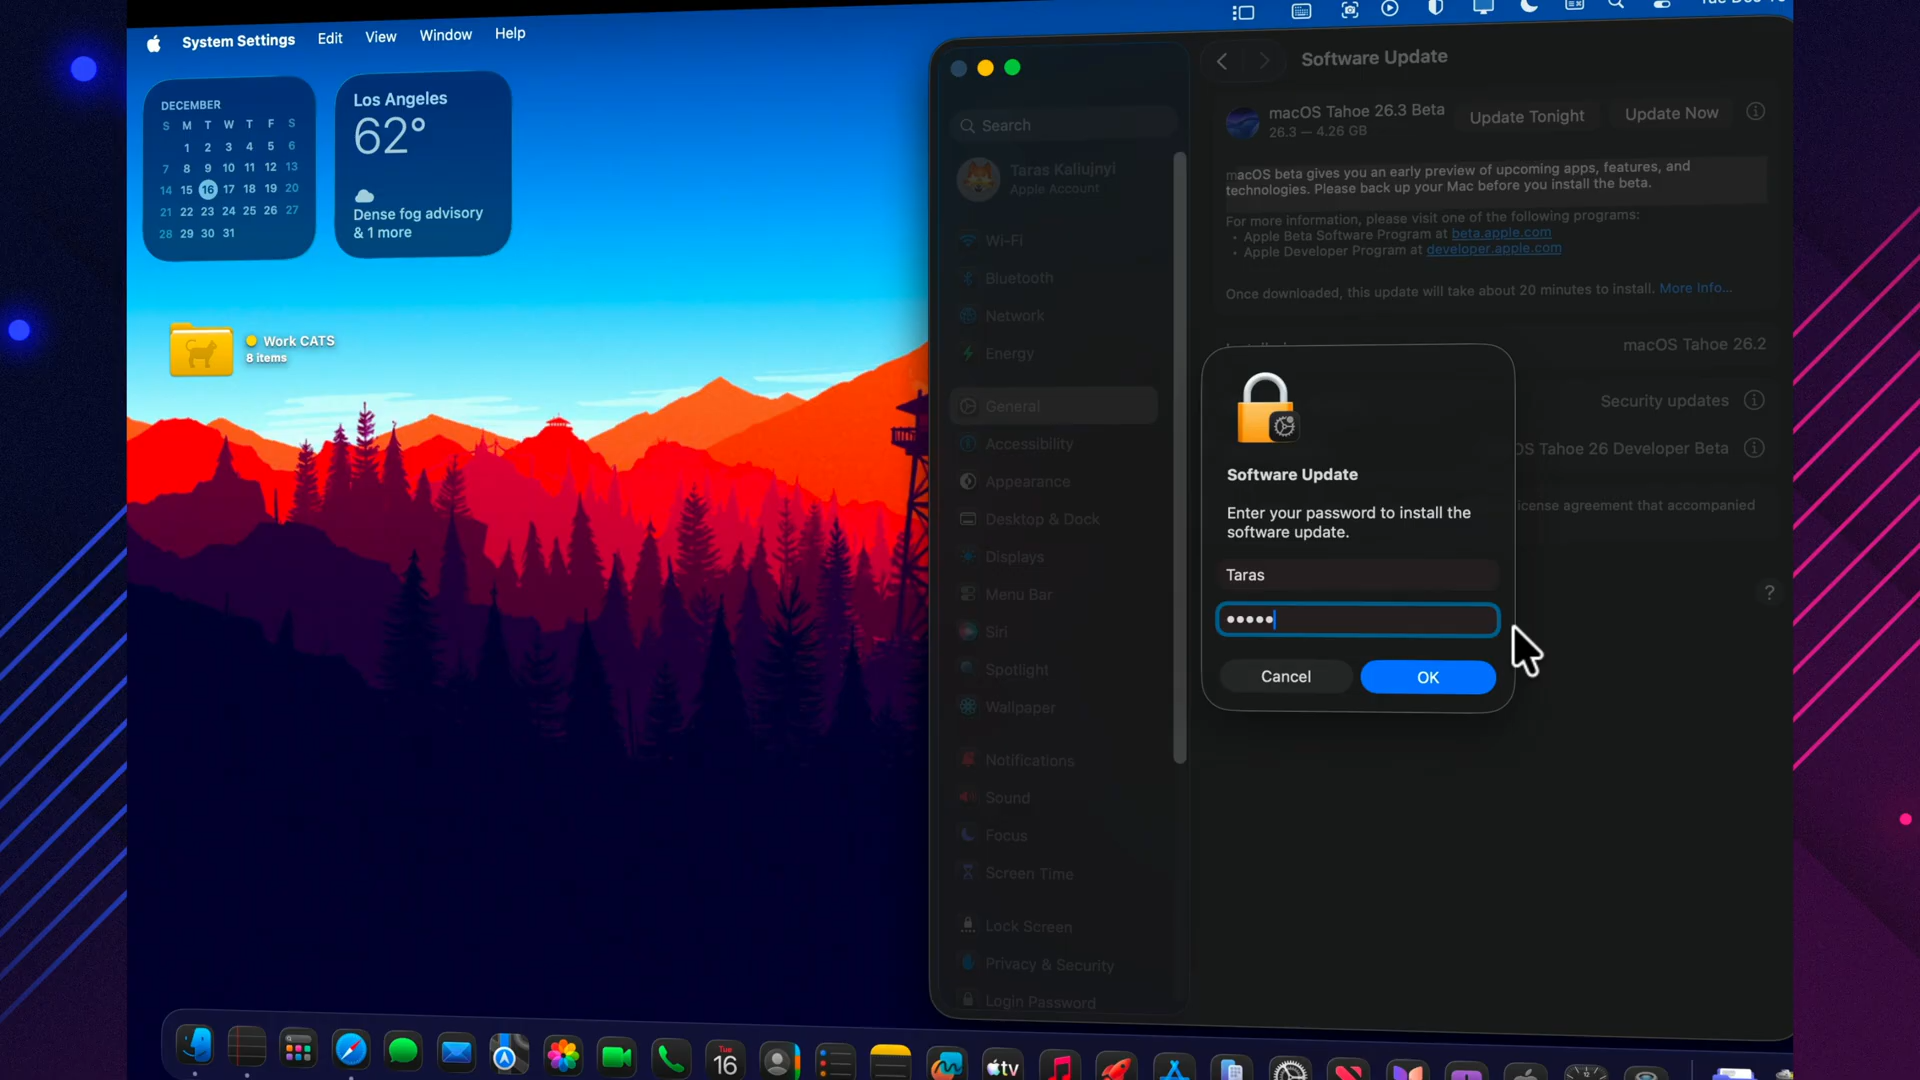 System Settings Edit View Window Help
DECEMBER
S M T W T F S
1 2 3 4 5 6
7 8 9 10 11 12 13
14 15 16 17 18 19 20
21 22 23 24 25 26 27
28 29 30 31
Los Angeles
62°
Dense fog advisory
& 1 more
Work CATS
8 items
Search
Taras Kaliujnyi
Apple Account
Wi-Fi
Bluetooth
Network
Energy
General
Accessibility
Appearance
Desktop & Dock
Displays
Menu Bar
Siri
Spotlight
Wallpaper
Notifications
Sound
Focus
Screen Time
Lock Screen
Privacy & Security
Login Password
Software Update
macOS Tahoe 26.3 Beta
26.3 — 4.26 GB
Update Tonight
Update Now
macOS beta gives you an early preview of upcoming apps, features, and
technologies. Please back up your Mac before you install the beta.
For more information, please visit one of the following programs:
• Apple Beta Software Program at beta.apple.com
• Apple Developer Program at developer.apple.com
Once downloaded, this update will take about 20 minutes to install. More Info...
macOS Tahoe 26.2
Security updates
OS Tahoe 26 Developer Beta
license agreement that accompanied
?
Software Update
Enter your password to install the
software update.
Taras
•••••
Cancel
OK
Tue
16
tv
12